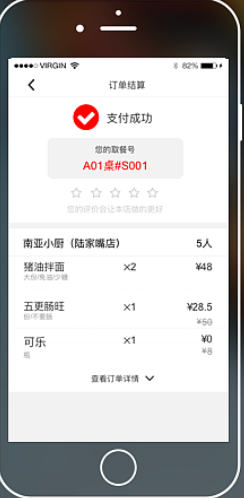 VIRGIN 82%
订单结算
支付成功
您的取餐号
A01桌#S001
您的评价会让本店做的更好
南亚小厨（陆家嘴店） 5人
猪油拌面 ×2 ¥48
大份/免油/少糖
五更肠旺 ×1 ¥28.5
份/不要肠 ¥50
可乐 ×1 ¥0
瓶 ¥8
查看订单详情